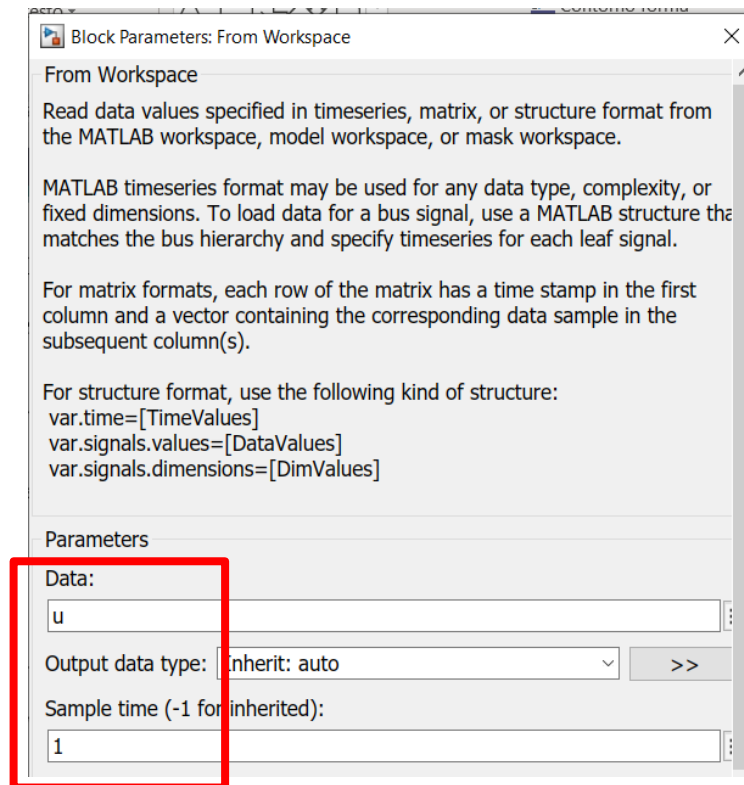 esto
Contorno forma
Block Parameters: From Workspace
From Workspace
Read data values specified in timeseries, matrix, or structure format from
the MATLAB workspace, model workspace, or mask workspace.
MATLAB timeseries format may be used for any data type, complexity, or
fixed dimensions. To load data for a bus signal, use a MATLAB structure tha
matches the bus hierarchy and specify timeseries for each leaf signal.
For matrix formats, each row of the matrix has a time stamp in the first
column and a vector containing the corresponding data sample in the
subsequent column(s).
For structure format, use the following kind of structure:
var.time=[TimeValues]
var.signals.values=[DataValues]
var.signals.dimensions=[DimValues]
Parameters
Data:
u
Output data type: Inherit: auto >>
Sample time (-1 for inherited):
1